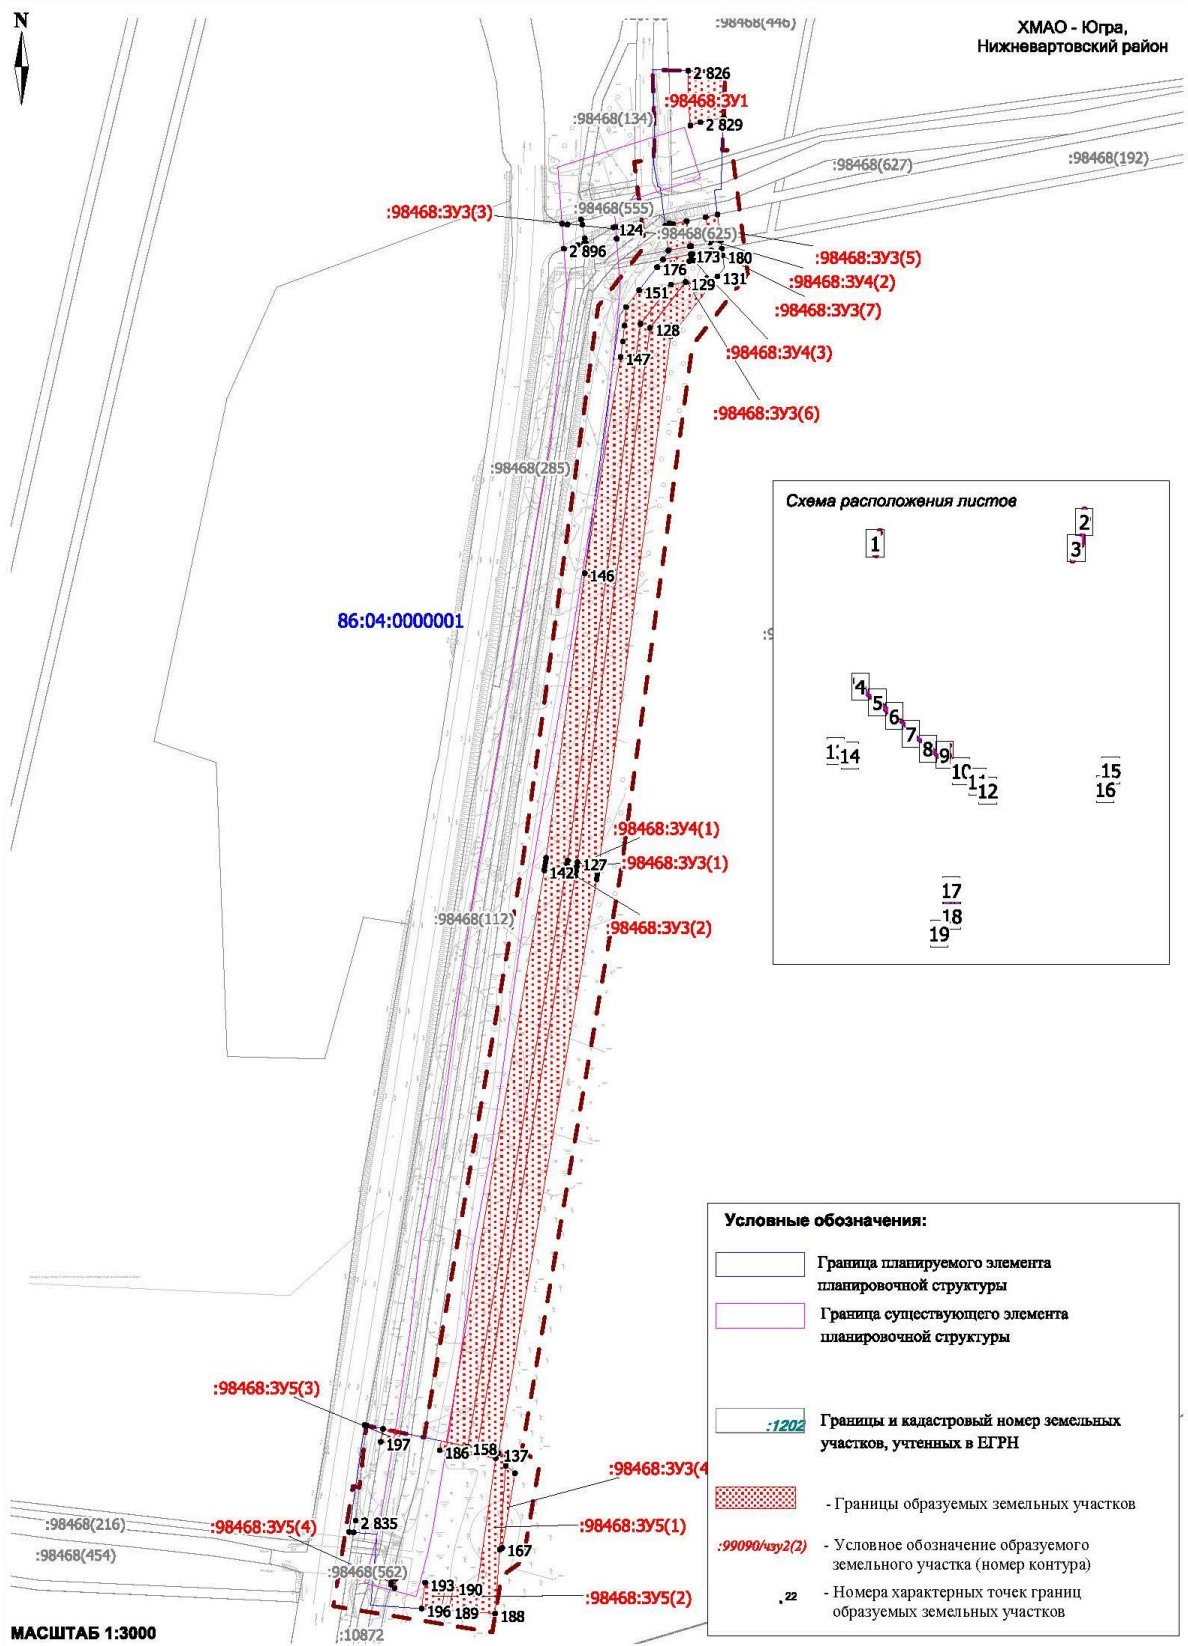 N
ХМАО - Югра,
Нижневартовский район
:98468(446)
2 826
:98468:ЗУ1
:98468(134)
2 829
:98468(627)
:98468(192)
:98468:ЗУ3(3)
:98468(555)
124
:98468(625)
2 896
173
180
:98468:ЗУ3(5)
176
131
:98468:ЗУ4(2)
151
129
:98468:ЗУ3(7)
128
:98468:ЗУ4(3)
147
:98468:ЗУ3(6)
:98468(285)
146
86:04:0000001
Схема расположения листов
1
2
3
4
5
6
7
8
9
10
12
14
15
16
17
18
19
:98468:ЗУ4(1)
127
:98468:ЗУ3(1)
142
:98468(112)
:98468:ЗУ3(2)
:98468:ЗУ5(3)
197
186
158
137
:98468:ЗУ3(4
:98468(216)
:98468:ЗУ5(4)
2 835
:98468:ЗУ5(1)
167
:98468(454)
:98468(562)
193
190
:98468:ЗУ5(2)
196
189
188
:10872
МАСШТАБ 1:3000
Условные обозначения:
Граница планируемого элемента
планировочной структуры
Граница существующего элемента
планировочной структуры
:1202
Границы и кадастровый номер земельных
участков, учтенных в ЕГРН
- Границы образуемых земельных участков
:99090/чзу2(2)
- Условное обозначение образуемого
земельного участка (номер контура)
.22
- Номера характерных точек границ
образуемых земельных участков